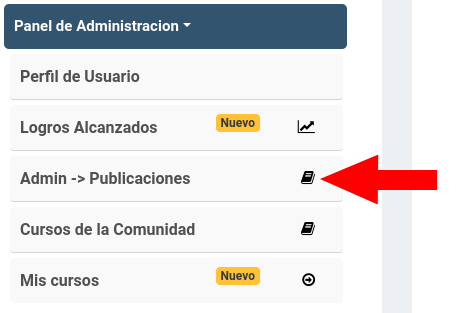 Panel de Administracion
Perfil de Usuario
Logros Alcanzados Nuevo
Admin -> Publicaciones
Cursos de la Comunidad
Mis cursos Nuevo